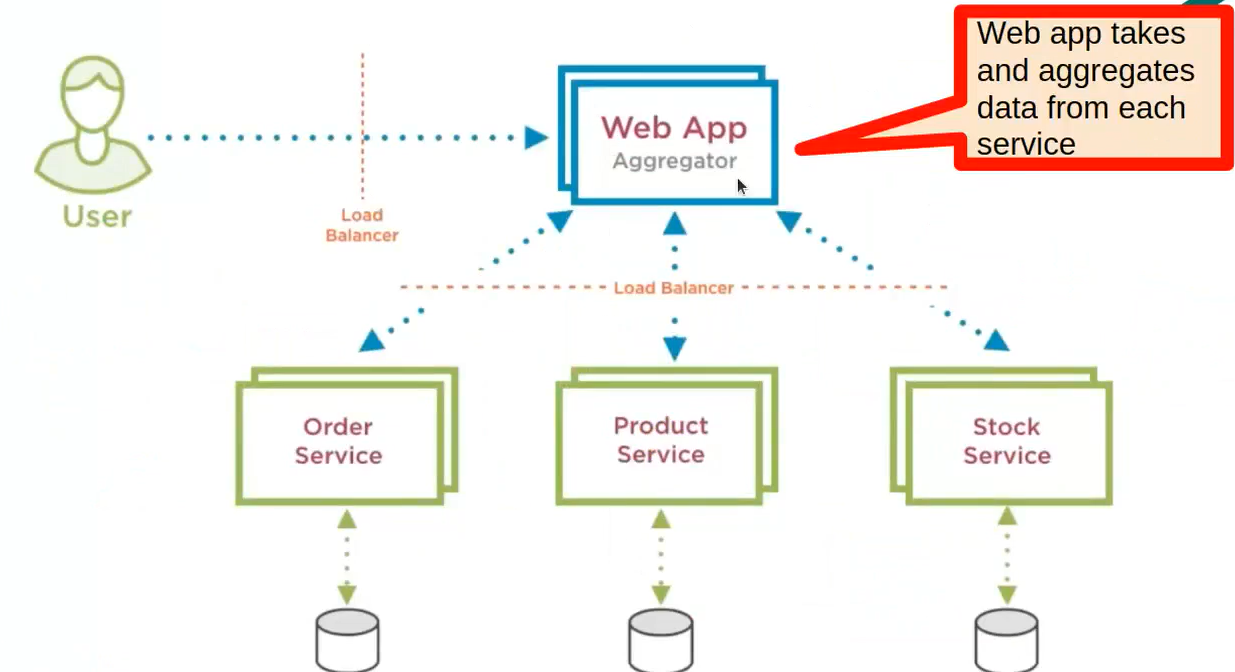 Web app takes
and aggregates
data from each
service
Web App
Aggregator
User
Load
Balancer
Load Balancer
Order
Service
Product
Service
Stock
Service